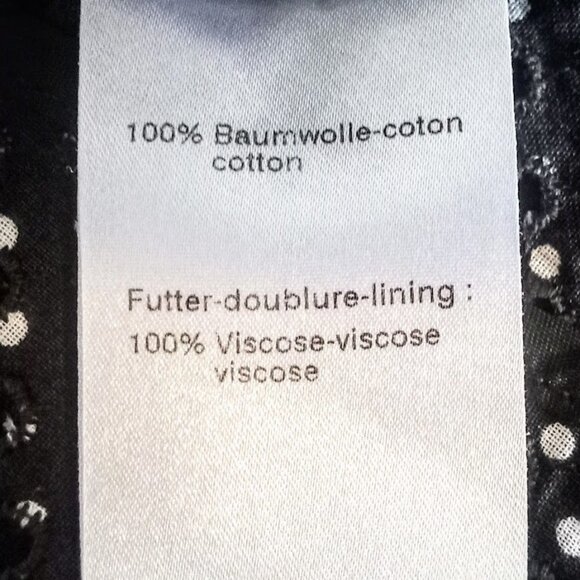 100% Baumwolle-coton
cotton
Futter-doublure-lining :
100% Viscose-viscose
viscose